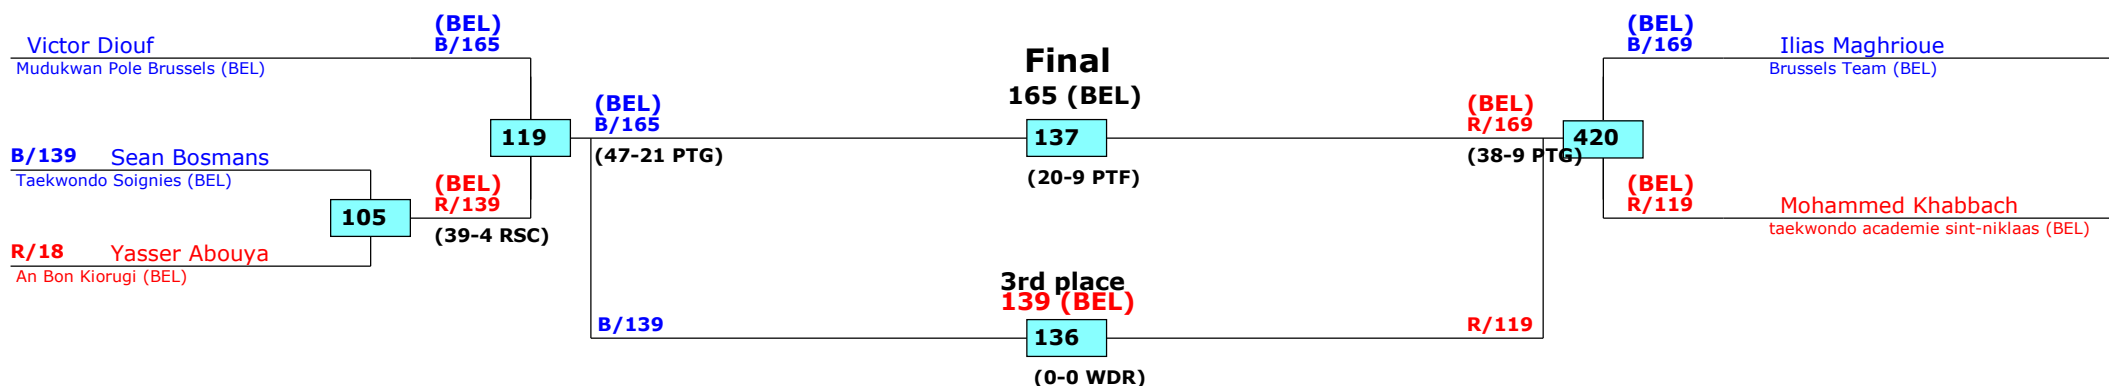 (BEL)
B/165
Victor Diouf
Mudukwan Pole Brussels (BEL)
B/139 Sean Bosmans
Taekwondo Soignies (BEL)
119
(BEL)
R/139
105
(39-4 RSC)
R/18 Yasser Abouya
An Bon Kiorugi (BEL)
(BEL)
B/165
(47-21 PTG)
Final
165 (BEL)
137
(20-9 PTF)
3rd place
139 (BEL)
B/139
136
R/119
(0-0 WDR)
(BEL)
R/169
(38-9 PTG)
420
(BEL)
B/169
Ilias Maghrioue
Brussels Team (BEL)
(BEL)
R/119
Mohammed Khabbach
taekwondo academie sint-niklaas (BEL)